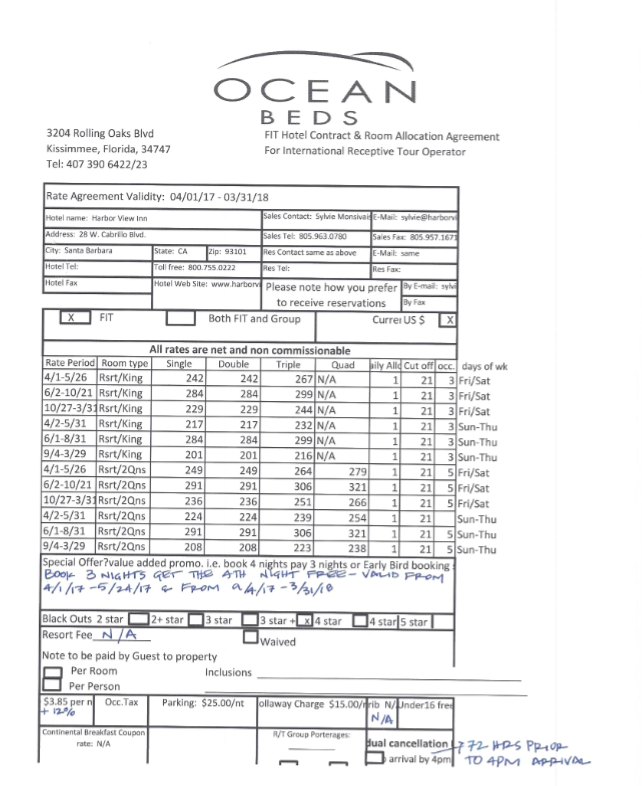 OCEAN
BEDS
3204 Rolling Oaks Blvd
Kissimmee, Florida, 34747
Tel: 407 390 6422/23
FIT Hotel Contract & Room Allocation Agreement
For International Receptive Tour Operator
Rate Agreement Validity: 04/01/17 - 03/31/18
Hotel name: Harbor View Inn Sales Contact: Sylvie Monsivais E-Mail: sylvie@harborvi
Address: 28 W. Cabrillo Blvd. Sales Tel: 805.963.0780 Sales Fax: 805.957.1671
City: Santa Barbara State: CA Zip: 93101 Res Contact same as above E-Mail: same
Hotel Tel: Toll free: 800.755.0222 Res Tel: Res Fax:
Hotel Fax Hotel Web Site: www.harborv Please note how you prefer By E-mail: sylvi
to receive reservations By Fax
X FIT Both FIT and Group Curre US $ X
All rates are net and non commissionable
Rate Period Room type Single Double Triple Quad aily Allo Cut off occ. days of wk
4/1-5/26 Rsrt/King 242 242 267 N/A 1 21 3 Fri/Sat
6/2-10/21 Rsrt/King 284 284 299 N/A 1 21 3 Fri/Sat
10/27-3/31 Rsrt/King 229 229 244 N/A 1 21 3 Fri/Sat
4/2-5/31 Rsrt/King 217 217 232 N/A 1 21 3 Sun-Thu
6/1-8/31 Rsrt/King 284 284 299 N/A 1 21 3 Sun-Thu
9/4-3/29 Rsrt/King 201 201 216 N/A 1 21 3 Sun-Thu
4/1-5/26 Rsrt/2Qns 249 249 264 279 1 21 5 Fri/Sat
6/2-10/21 Rsrt/2Qns 291 291 306 321 1 21 5 Fri/Sat
10/27-3/31 Rsrt/2Qns 236 236 251 266 1 21 5 Fri/Sat
4/2-5/31 Rsrt/2Qns 224 224 239 254 1 21 Sun-Thu
6/1-8/31 Rsrt/2Qns 291 291 306 321 1 21 5 Sun-Thu
9/4-3/29 Rsrt/2Qns 208 208 223 238 1 21 5 Sun-Thu
Special Offer?value added promo. i.e. book 4 nights pay 3 nights or Early Bird booking
BOOK 3 NIGHTS GET THE 4TH NIGHT FREE - VALID FROM
4/1/17 - 5/24/17 & FROM 9/4/17 - 3/31/18
Black Outs 2 star 2+ star 3 star 3 star + X 4 star 4 star 5 star
Resort Fee N/A Waived
Note to be paid by Guest to property
Per Room Inclusions
Per Person
$3.85 per n Occ.Tax Parking: $25.00/nt ollaway Charge $15.00/n rib N/ Under16 free
+ 12% N/A
Continental Breakfast Coupon R/T Group Porterages:
rate: N/A dual cancellation 72 HRS PRIOR
arrival by 4pm TO 4PM ARRIVAL